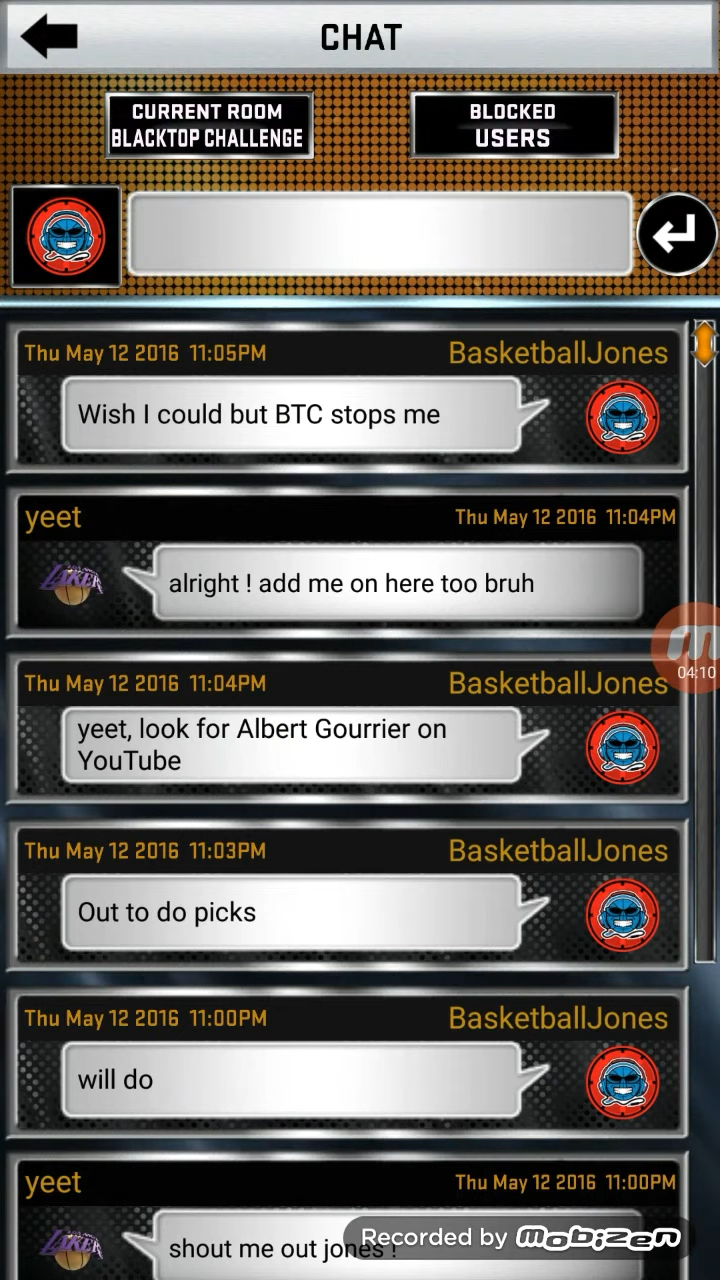 CHAT
CURRENT ROOM
BLACKTOP CHALLENGE
BLOCKED
USERS
Thu May 12 2016 11:05PM
BasketballJones
Wish I could but BTC stops me
yeet
Thu May 12 2016 11:04PM
alright ! add me on here too bruh
04:10
Thu May 12 2016 11:04PM
BasketballJones
yeet, look for Albert Gourrier on
YouTube
Thu May 12 2016 11:03PM
BasketballJones
Out to do picks
Thu May 12 2016 11:00PM
BasketballJones
will do
yeet
Thu May 12 2016 11:00PM
shout me out jones !
Recorded by mobizen